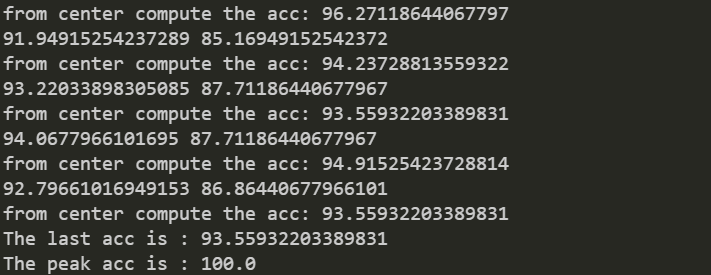 from center compute the acc: 96.27118644067797
91.94915254237289 85.16949152542372
from center compute the acc: 94.23728813559322
93.22033898305085 87.71186440677967
from center compute the acc: 93.55932203389831
94.0677966101695 87.71186440677967
from center compute the acc: 94.91525423728814
92.79661016949153 86.86440677966101
from center compute the acc: 93.55932203389831
The last acc is : 93.55932203389831
The peak acc is : 100.0